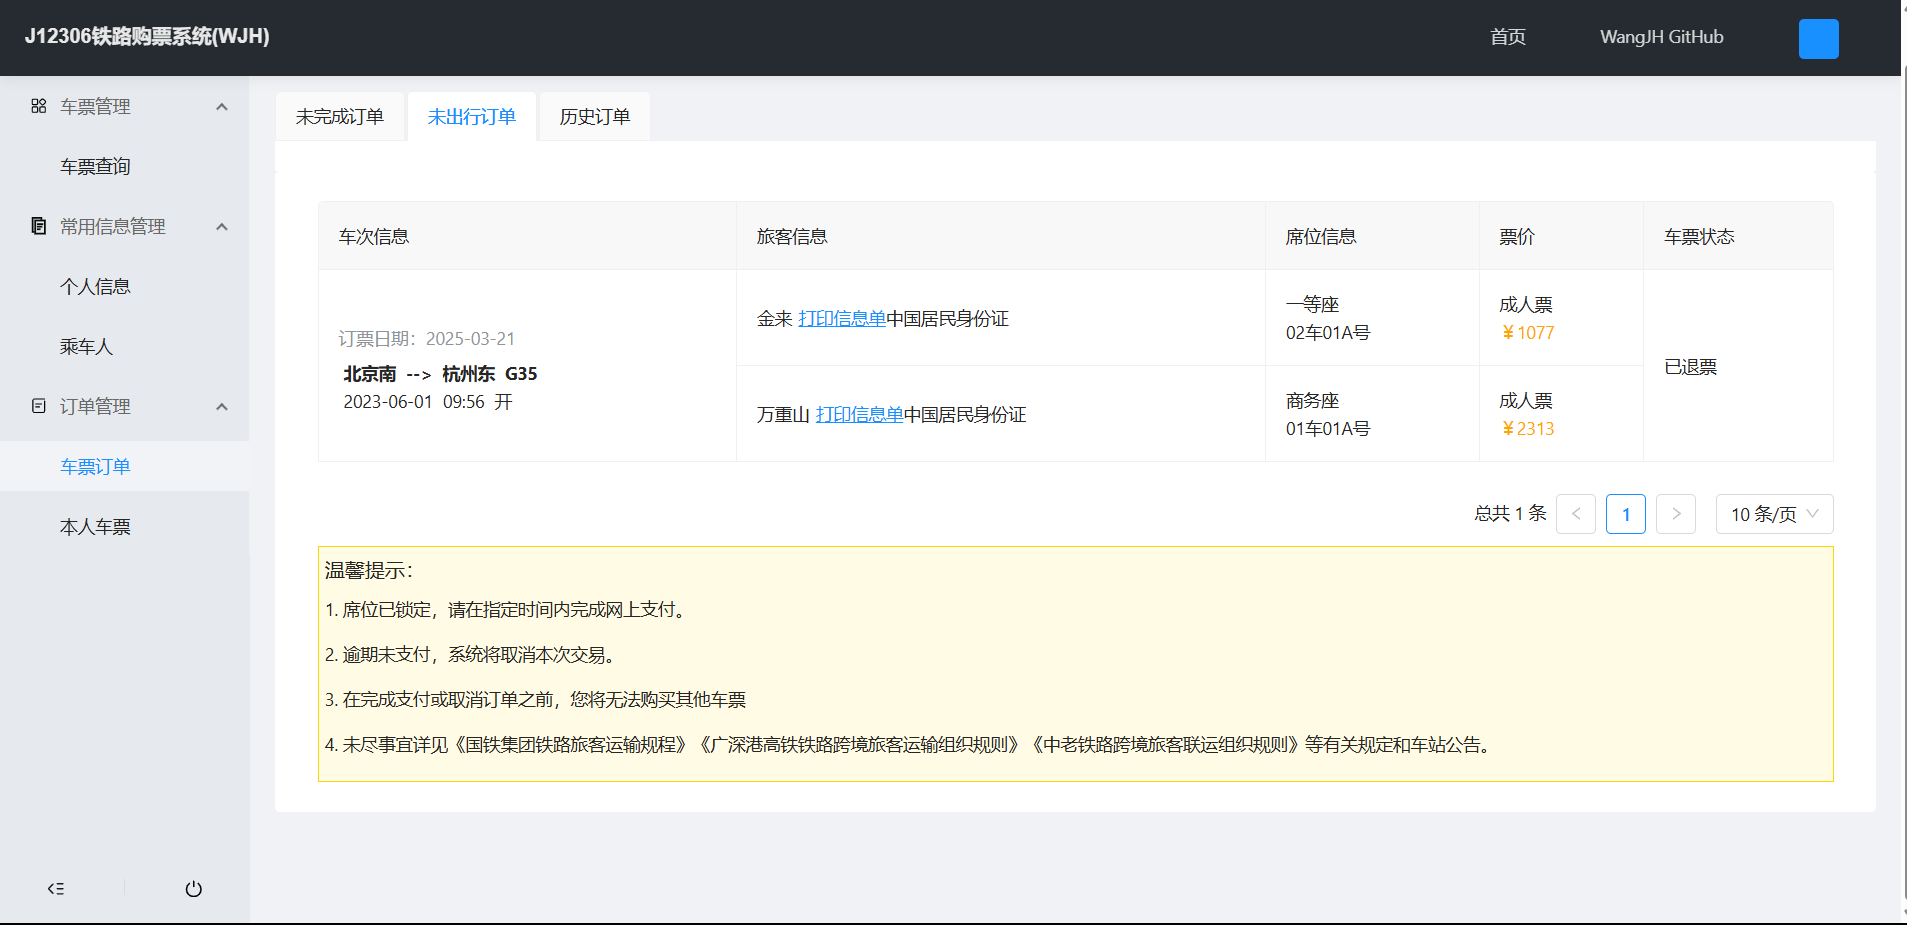 J12306铁路购票系统(WJH)
首页
WangJH GitHub
车票管理
车票查询
常用信息管理
个人信息
乘车人
订单管理
车票订单
本人车票
未完成订单
未出行订单
历史订单
车次信息
旅客信息
席位信息
票价
车票状态
订票日期：2025-03-21
北京南 --> 杭州东 G35
2023-06-01 09:56 开
金来 打印信息单中国居民身份证
一等座
02车01A号
成人票
￥1077
已退票
万重山 打印信息单中国居民身份证
商务座
01车01A号
成人票
￥2313
总共 1 条
<
1
>
10 条/页
温馨提示：
1. 席位已锁定，请在指定时间内完成网上支付。
2. 逾期未支付，系统将取消本次交易。
3. 在完成支付或取消订单之前，您将无法购买其他车票
4. 未尽事宜详见《国铁集团铁路旅客运输规程》《广深港高铁铁路跨境旅客运输组织规则》《中老铁路跨境旅客联运组织规则》等有关规定和车站公告。